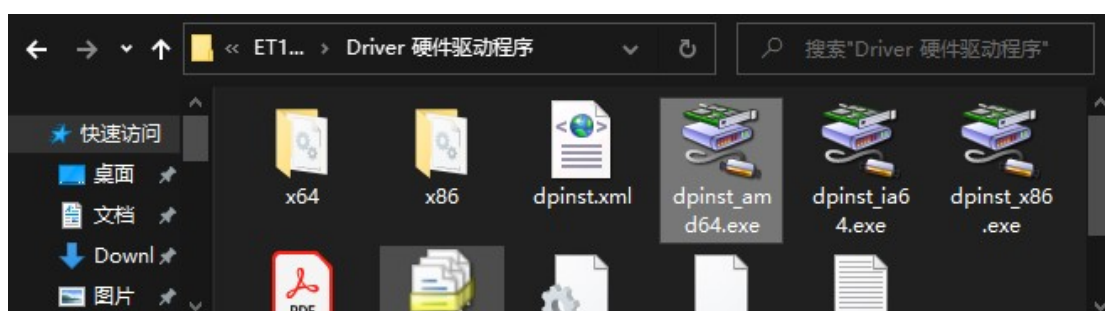 ET1... › Driver 硬件驱动程序
搜索"Driver 硬件驱动程序"
快速访问
桌面
文档
Downl
图片
x64
x86
dpinst.xml
dpinst_am
d64.exe
dpinst_ia6
4.exe
dpinst_x86
.exe